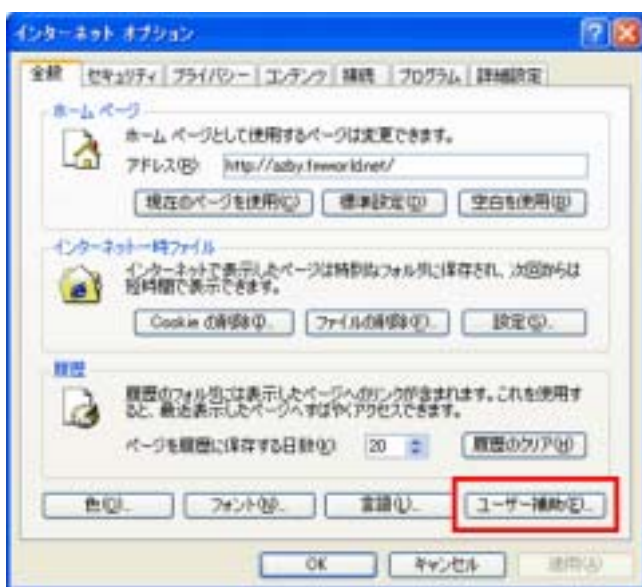 インターネット オプション
全般 セキュリティ プライバシー コンテンツ 接続 プログラム 詳細設定
ホーム ページ
ホーム ページとして使用するページは変更できます。
アドレス(R): http://azby.fmworld.net/
現在のページを使用(C) 標準設定(D) 空白を使用(B)
インターネット一時ファイル
インターネットで表示したページは特別なフォルダに保存され、次回からは
短時間で表示できます。
Cookie の削除(I)... ファイルの削除(F)... 設定(S)...
履歴
履歴のフォルダには表示したページへのリンクが含まれます。これを使用す
ると、最近表示したページへすばやくアクセスできます。
ページを履歴に保存する日数(K): 20 履歴のクリア(H)
色(O)... フォント(N)... 言語(L)... ユーザー補助(E)...
OK キャンセル 適用(A)